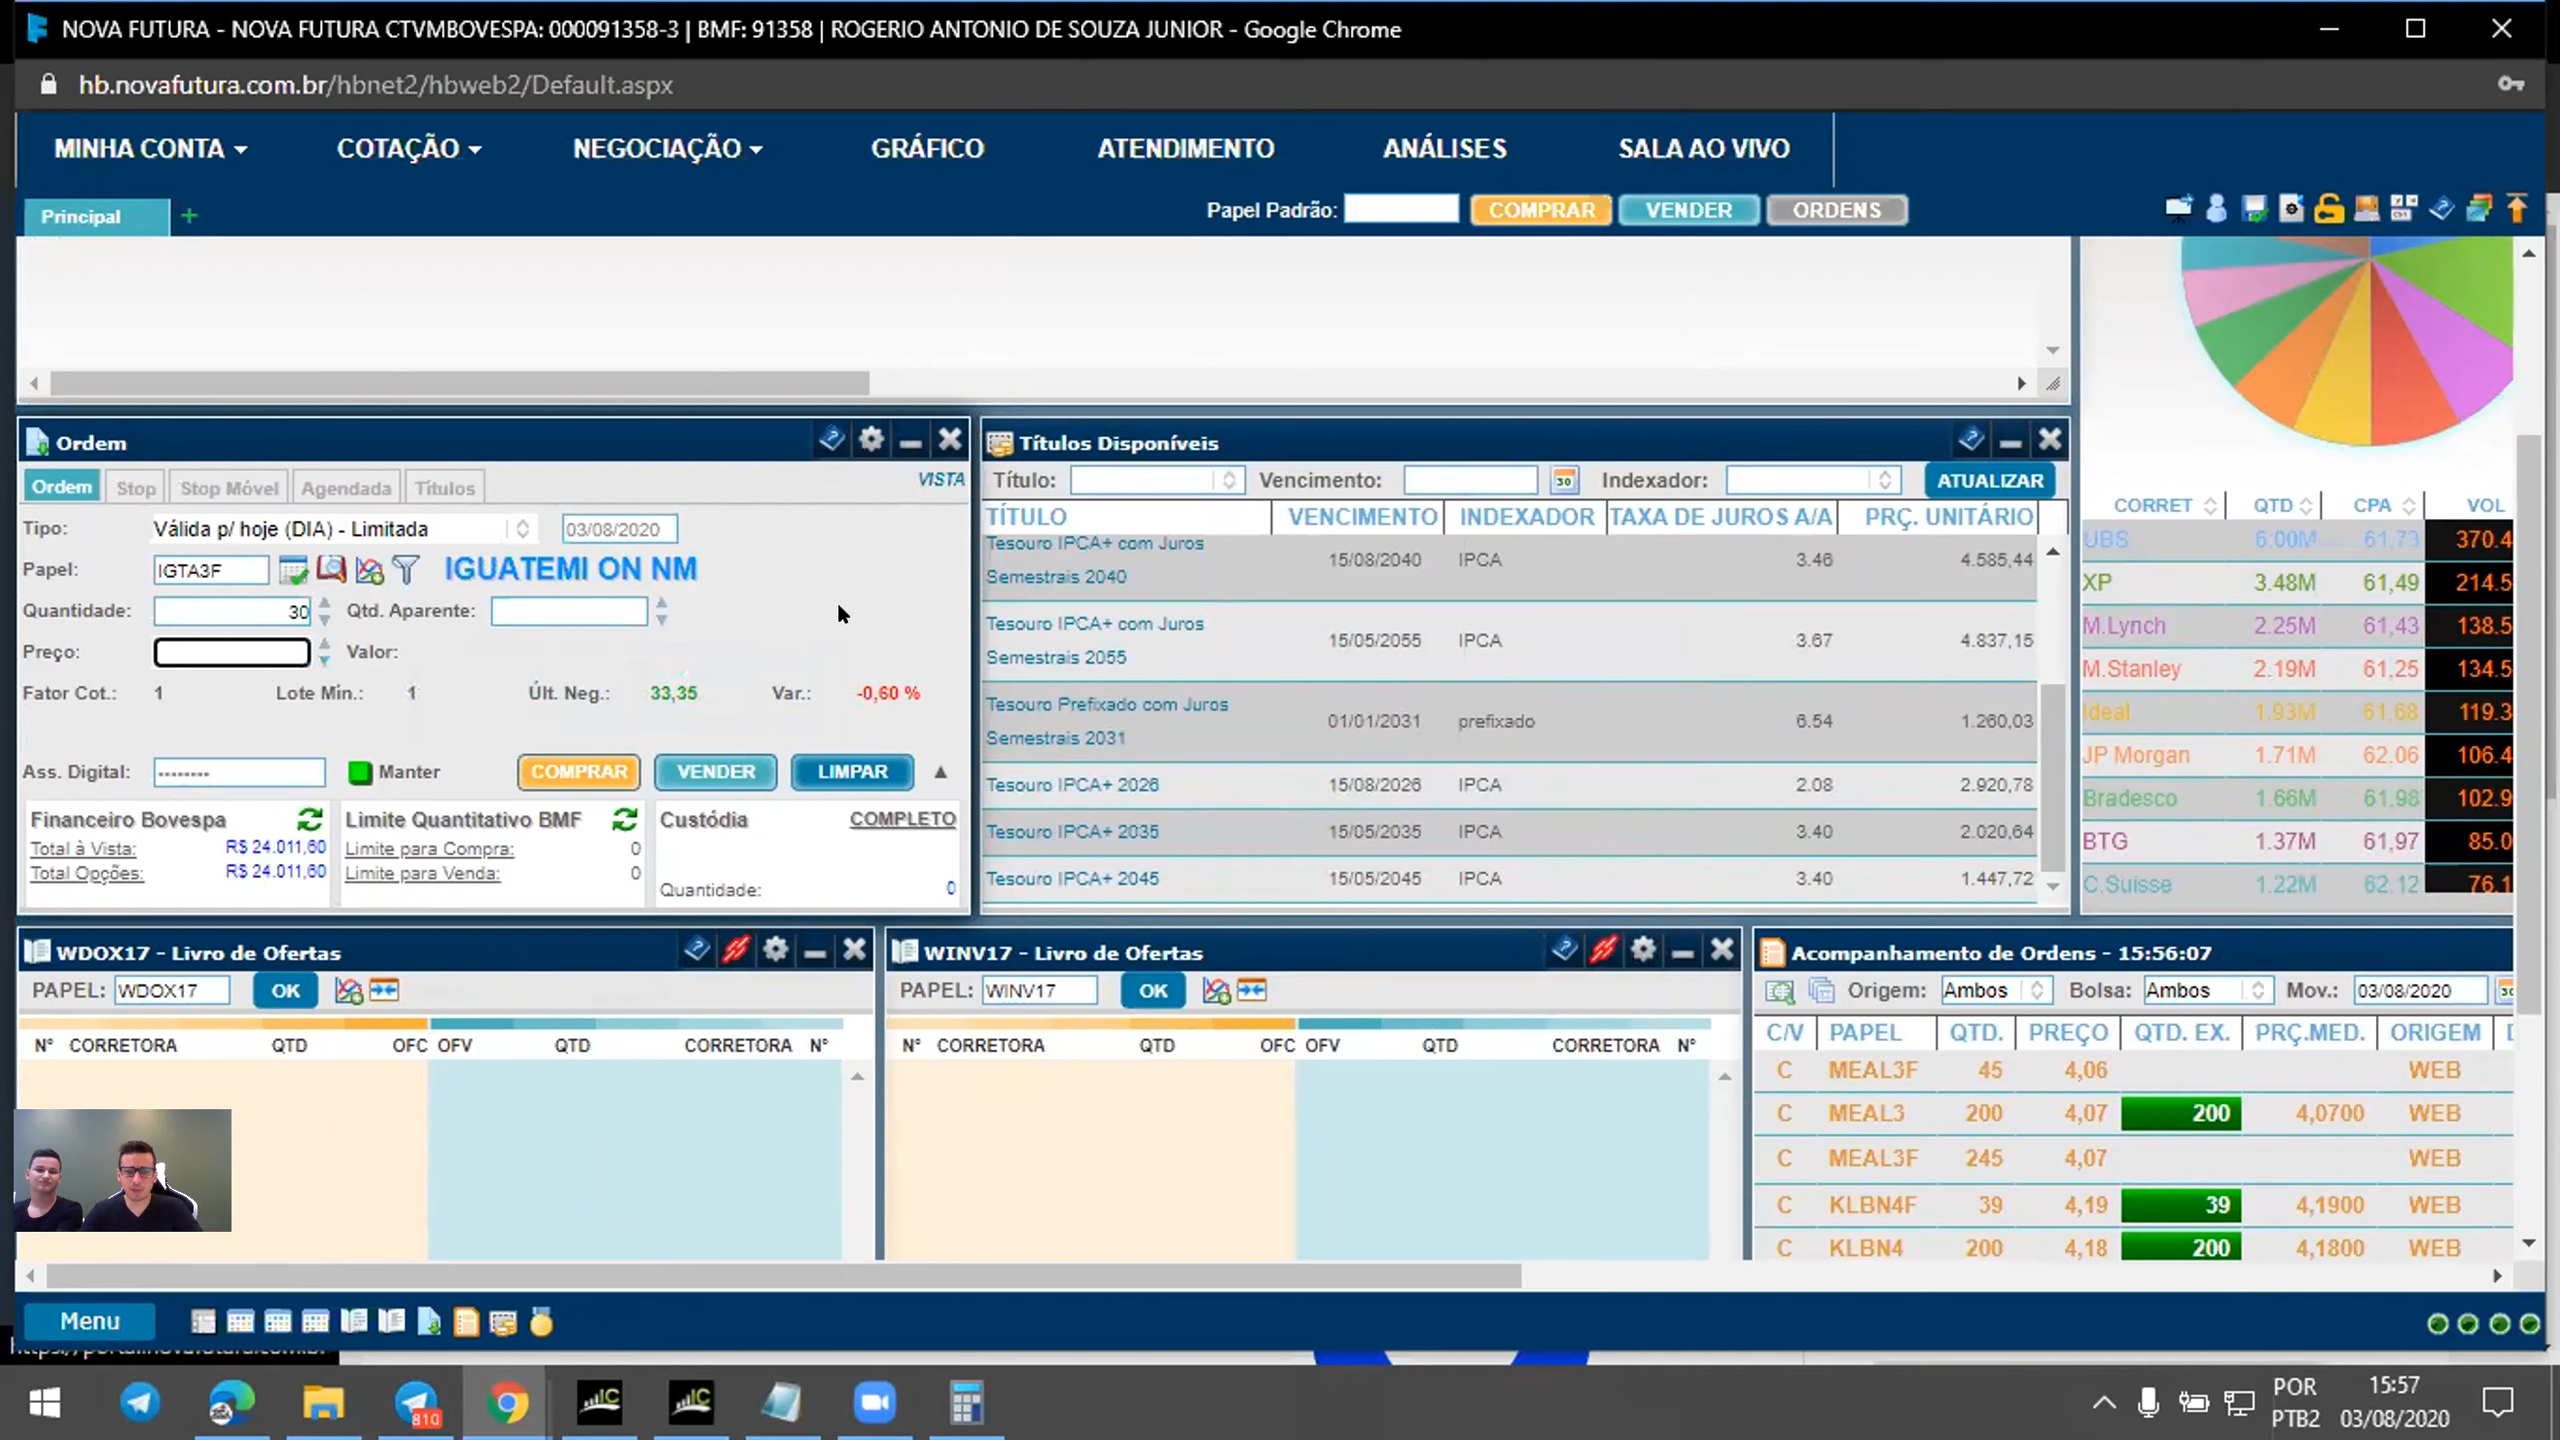 NOVA FUTURA - NOVA FUTURA CTVMBOVESPA: 000091358-3 | BMF: 91358 | ROGERIO ANTONIO DE SOUZA JUNIOR - Google Chrome
hb.novafutura.com.br/hbnet2/hbweb2/Default.aspx
MINHA CONTA COTAÇÃO NEGOCIAÇÃO GRÁFICO ATENDIMENTO ANÁLISES SALA AO VIVO
Principal + Papel Padrão: COMPRAR VENDER ORDENS
Ordem
Ordem Stop Stop Móvel Agendada Títulos VISTA
Tipo: Válida p/ hoje (DIA) - Limitada 03/08/2020
Papel: IGTA3F IGUATEMI ON NM
Quantidade: 30 Qtd. Aparente:
Preço: Valor:
Fator Cot.: 1 Lote Min.: 1 Últ. Neg.: 33,35 Var.: -0,60 %
Ass. Digital: -------- Manter COMPRAR VENDER LIMPAR
Financeiro Bovespa
Total à Vista: R$ 24.011,60
Total Opções: R$ 24.011,60
Limite Quantitativo BMF
Limite para Compra: 0
Limite para Venda: 0
Custódia COMPLETO
Quantidade: 0
Títulos Disponíveis
Título: Vencimento: 30 Indexador: ATUALIZAR
TÍTULO VENCIMENTO INDEXADOR TAXA DE JUROS A/A PRÇ. UNITÁRIO
Tesouro IPCA+ com Juros
Semestrais 2040 15/08/2040 IPCA 3.46 4.585,44
Tesouro IPCA+ com Juros
Semestrais 2055 15/05/2055 IPCA 3.67 4.837,15
Tesouro Prefixado com Juros
Semestrais 2031 01/01/2031 prefixado 6.54 1.260,03
Tesouro IPCA+ 2026 15/08/2026 IPCA 2.08 2.920,78
Tesouro IPCA+ 2035 15/05/2035 IPCA 3.40 2.020,64
Tesouro IPCA+ 2045 15/05/2045 IPCA 3.40 1.447,72
CORRET QTD CPA VOL
UBS 6.00M 61,73 370.4
XP 3.48M 61,49 214.5
M.Lynch 2.25M 61,43 138.5
M.Stanley 2.19M 61,25 134.5
Ideal 1.93M 61,68 119.3
JP Morgan 1.71M 62.06 106.4
Bradesco 1.66M 61,98 102.9
BTG 1.37M 61,97 85.0
C.Suisse 1.22M 62.12 76.1
WDOX17 - Livro de Ofertas
PAPEL: WDOX17 OK
N° CORRETORA QTD OFC OFV QTD CORRETORA N°
WINV17 - Livro de Ofertas
PAPEL: WINV17 OK
N° CORRETORA QTD OFC OFV QTD CORRETORA N°
Acompanhamento de Ordens - 15:56:07
Origem: Ambos Bolsa: Ambos Mov.: 03/08/2020
C/V PAPEL QTD. PREÇO QTD. EX. PRÇ.MED. ORIGEM
C MEAL3F 45 4,06 WEB
C MEAL3 200 4,07 200 4,0700 WEB
C MEAL3F 245 4,07 WEB
C KLBN4F 39 4,19 39 4,1900 WEB
C KLBN4 200 4,18 200 4,1800 WEB
Menu
810
IC
IC
POR
PTB2
15:57
03/08/2020